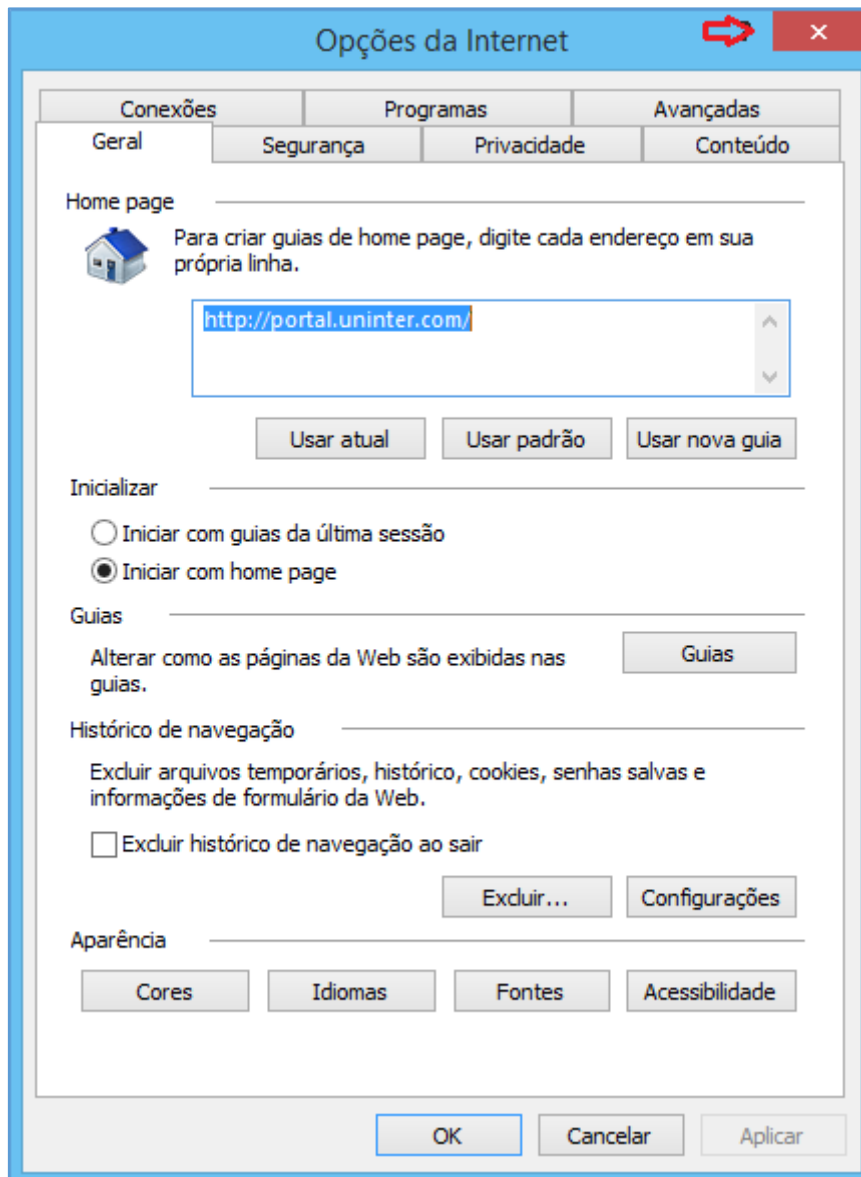 Opções da Internet
Conexões Programas Avançadas
Geral Segurança Privacidade Conteúdo
Home page
Para criar guias de home page, digite cada endereço em sua
própria linha.
http://portal.uninter.com/
Usar atual Usar padrão Usar nova guia
Inicializar
Iniciar com guias da última sessão
Iniciar com home page
Guias
Alterar como as páginas da Web são exibidas nas
guias.
Guias
Histórico de navegação
Excluir arquivos temporários, histórico, cookies, senhas salvas e
informações de formulário da Web.
Excluir histórico de navegação ao sair
Excluir... Configurações
Aparência
Cores Idiomas Fontes Acessibilidade
OK Cancelar Aplicar